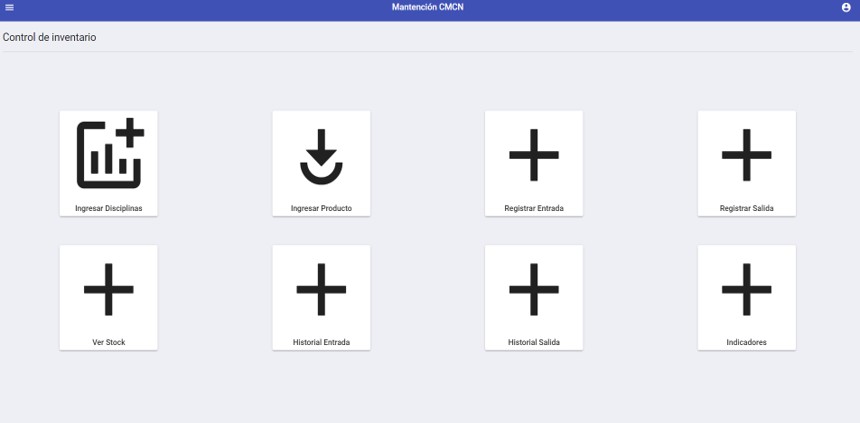 Mantención CMCN
Control de inventario
Ingresar Disciplinas
Ingresar Producto
Registrar Entrada
Registrar Salida
Ver Stock
Historial Entrada
Historial Salida
Indicadores